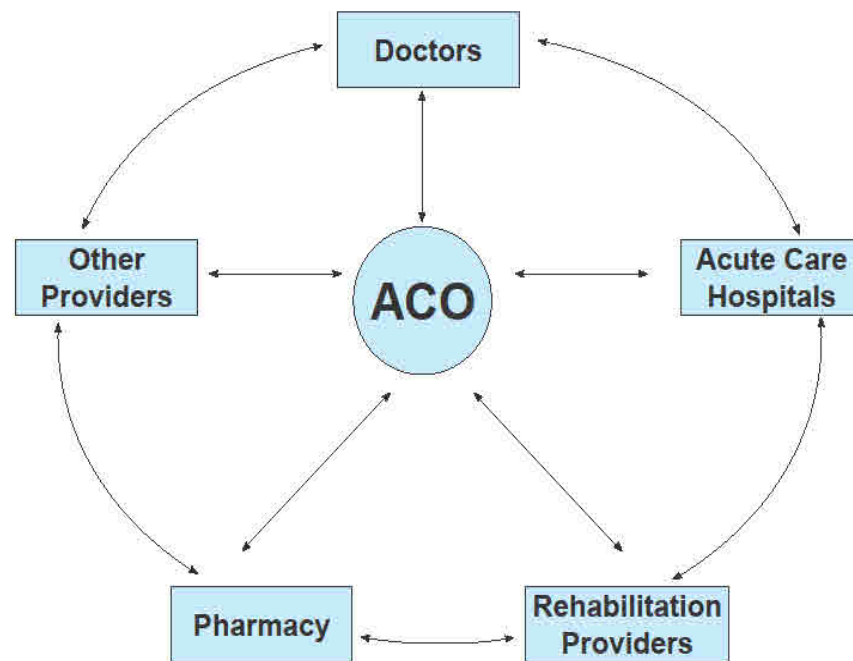 Doctors
Other
Providers
ACO
Acute Care
Hospitals
Pharmacy
Rehabilitation
Providers